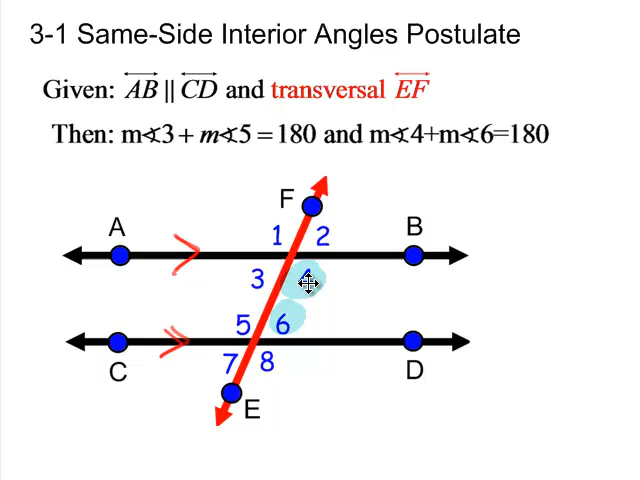 3-1 Same-Side Interior Angles Postulate
Given: AB || CD and transversal EF
Then: m∢3 + m∢5 = 180 and m∢4+m∢6=180
F
A
B
1 2
3
5 6
7 8
C
D
E